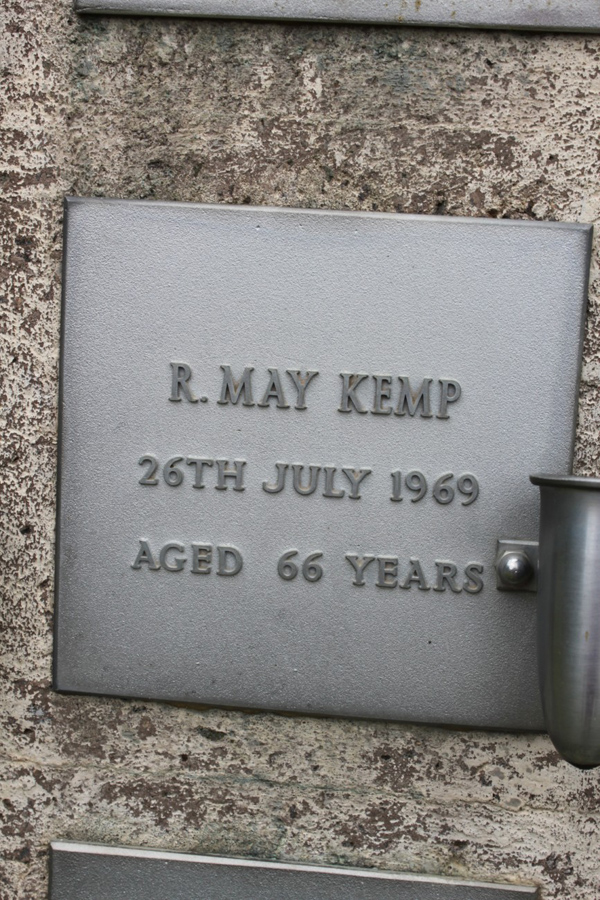 R. MAY KEMP
26TH JULY 1969
AGED 66 YEARS